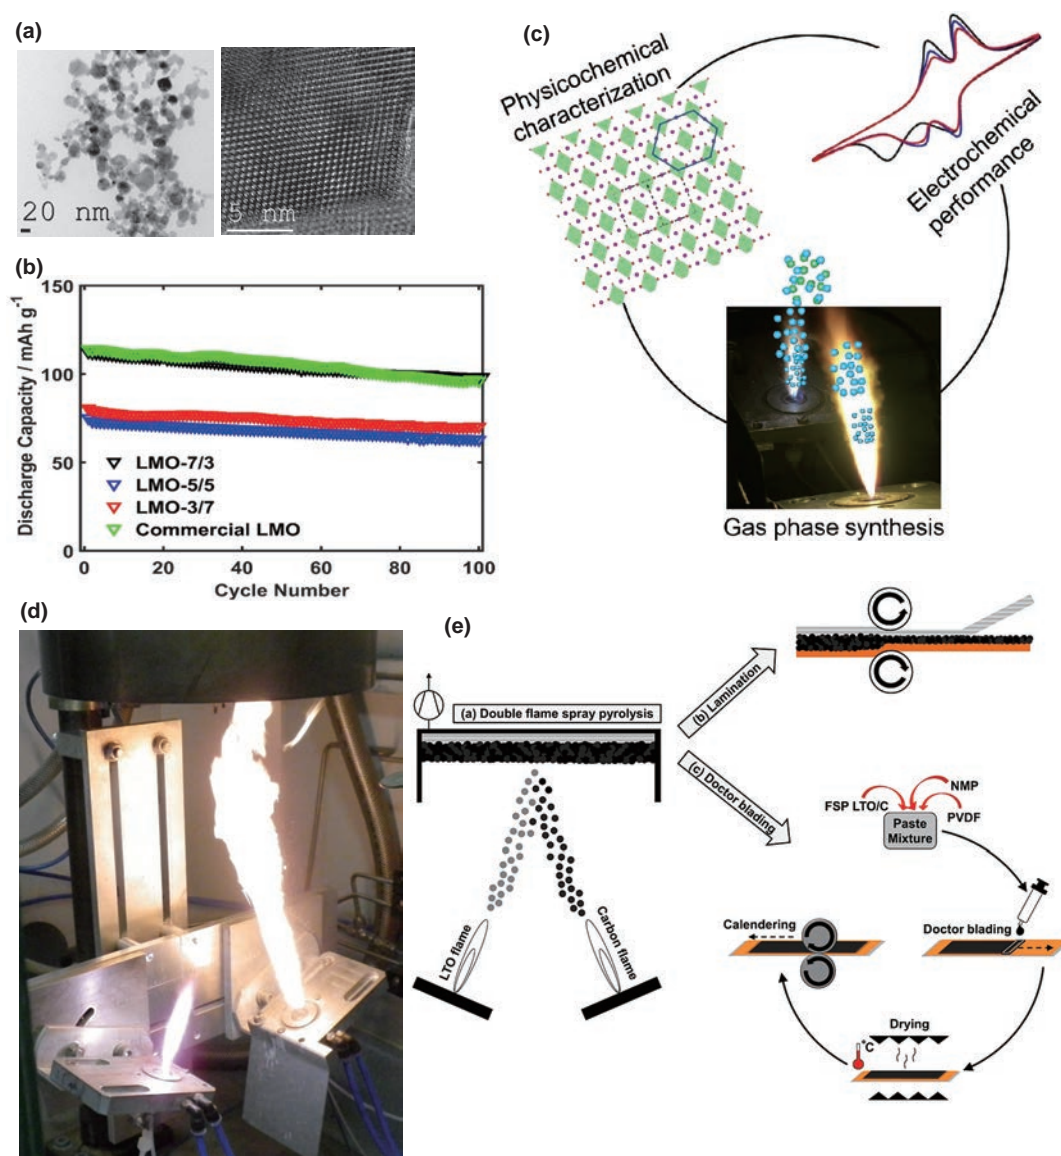 (a)
20 nm
5 nm
(b)
150
100
50
0
Discharge Capacity / mAh g-1
LMO-7/3
LMO-5/5
LMO-3/7
Commercial LMO
0
20
40
60
80
100
Cycle Number
(c)
Physicochemical
characterization
Electrochemical
performance
Gas phase synthesis
(d)
(e)
(a) Double flame spray pyrolysis
(b) Lamination
(c) Doctor blading
LTO flame
Carbon flame
FSP LTO/C
NMP
PVDF
Paste
Mixture
Calendering
Doctor blading
Drying
°C